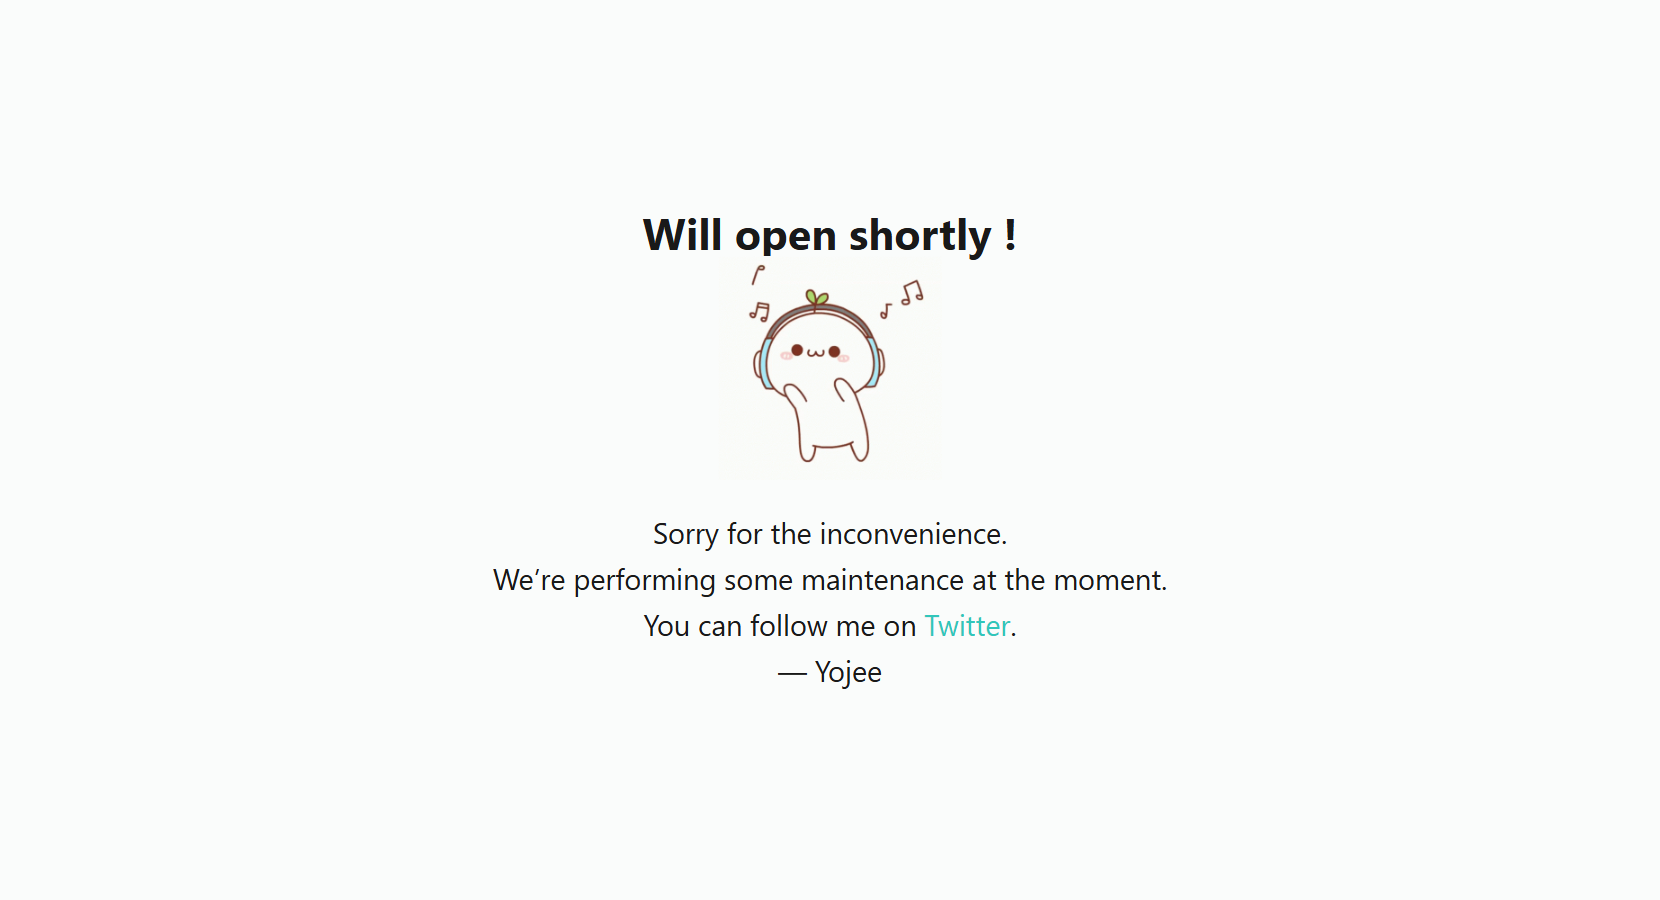 Will open shortly !
Sorry for the inconvenience.
We’re performing some maintenance at the moment.
You can follow me on Twitter.
— Yojee